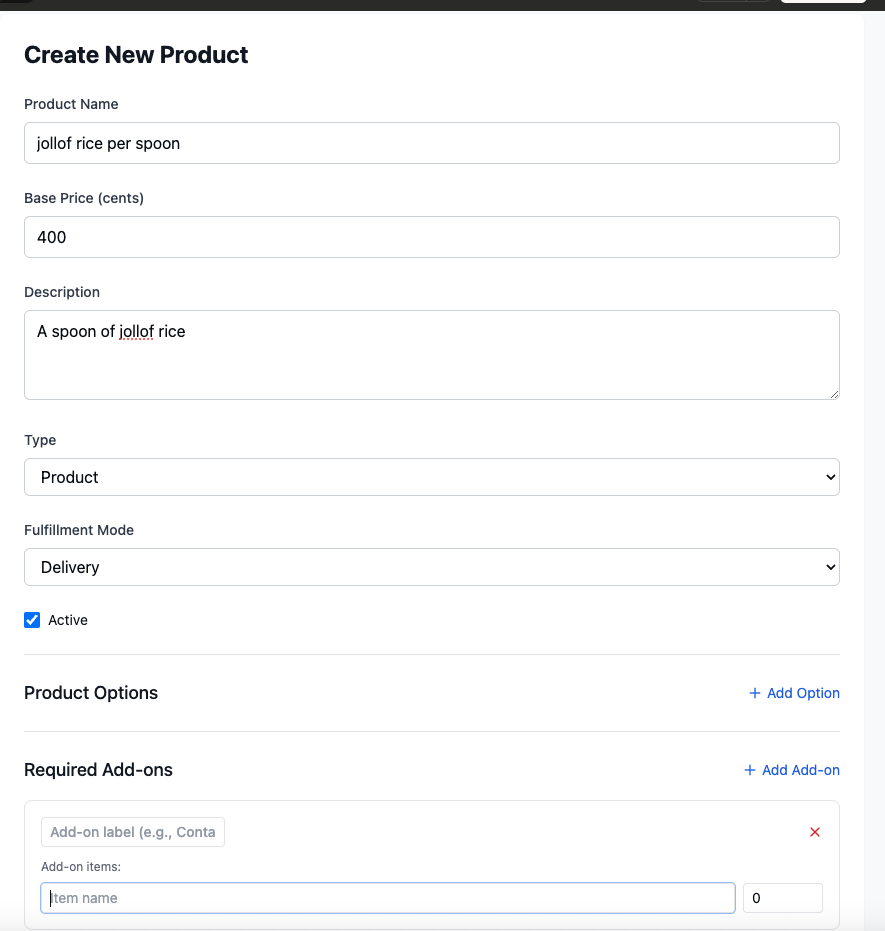 Create New Product
Product Name
jollof rice per spoon
Base Price (cents)
400
Description
A spoon of jollof rice
Type
Product
Fulfillment Mode
Delivery
Active
Product Options
+ Add Option
Required Add-ons
+ Add Add-on
Add-on label (e.g., Conta
Add-on items:
Item name
0